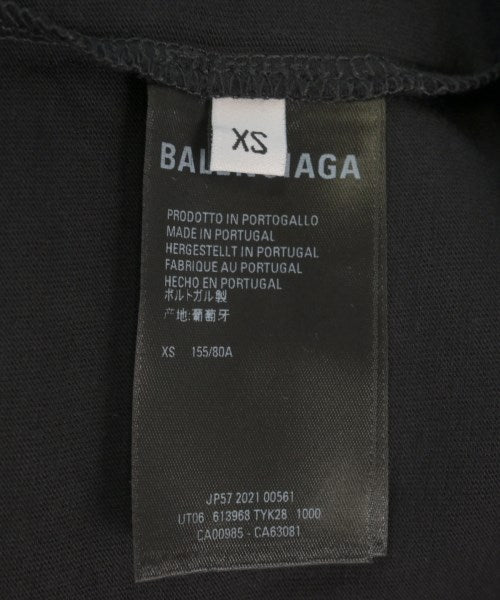 XS
BALENCIAGA
PRODOTTO IN PORTOGALLO
MADE IN PORTUGAL
HERGESTELLT IN PORTUGAL
FABRIQUE AU PORTUGAL
HECHO EN PORTUGAL
ポルトガル製
产地:葡萄牙
XS 155/80A
JP57 2021 00561
UT06 613968 TYK28 1000
CA00985 - CA63081